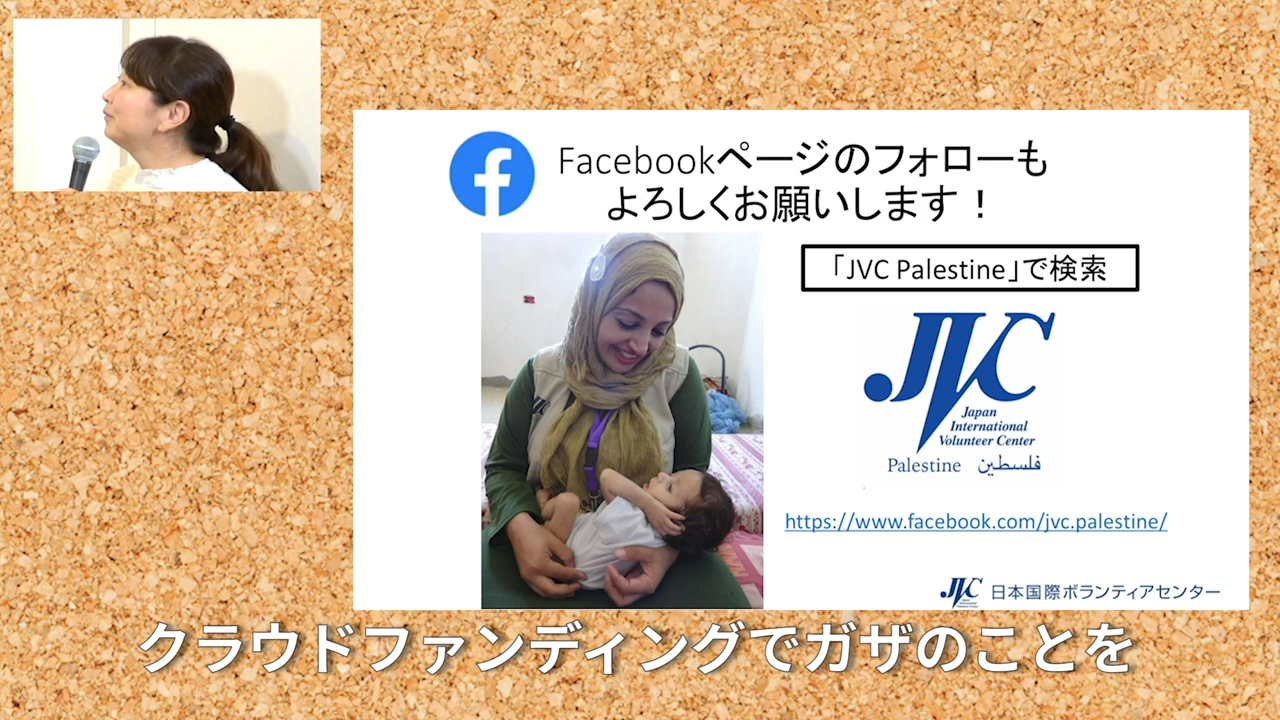 Facebookページのフォローも
よろしくお願いします！
「JVC Palestine」で検索
JVC
Japan
International
Volunteer Center
Palestine فلسطين
https://www.facebook.com/jvc.palestine/
JVC 日本国際ボランティアセンター
クラウドファンディングでガザのことを